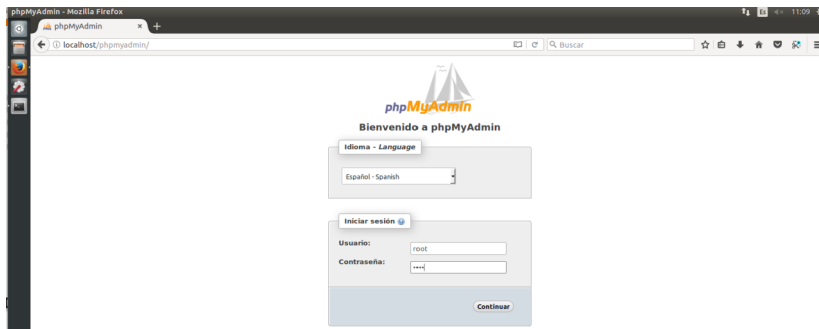 phpMyAdmin - Mozilla Firefox
Es
11:09
phpMyAdmin
localhost/phpmyadmin/
Buscar
phpMyAdmin
Bienvenido a phpMyAdmin
Idioma - Language
Español - Spanish
Iniciar sesión
Usuario:
root
Contraseña:
••••
Continuar